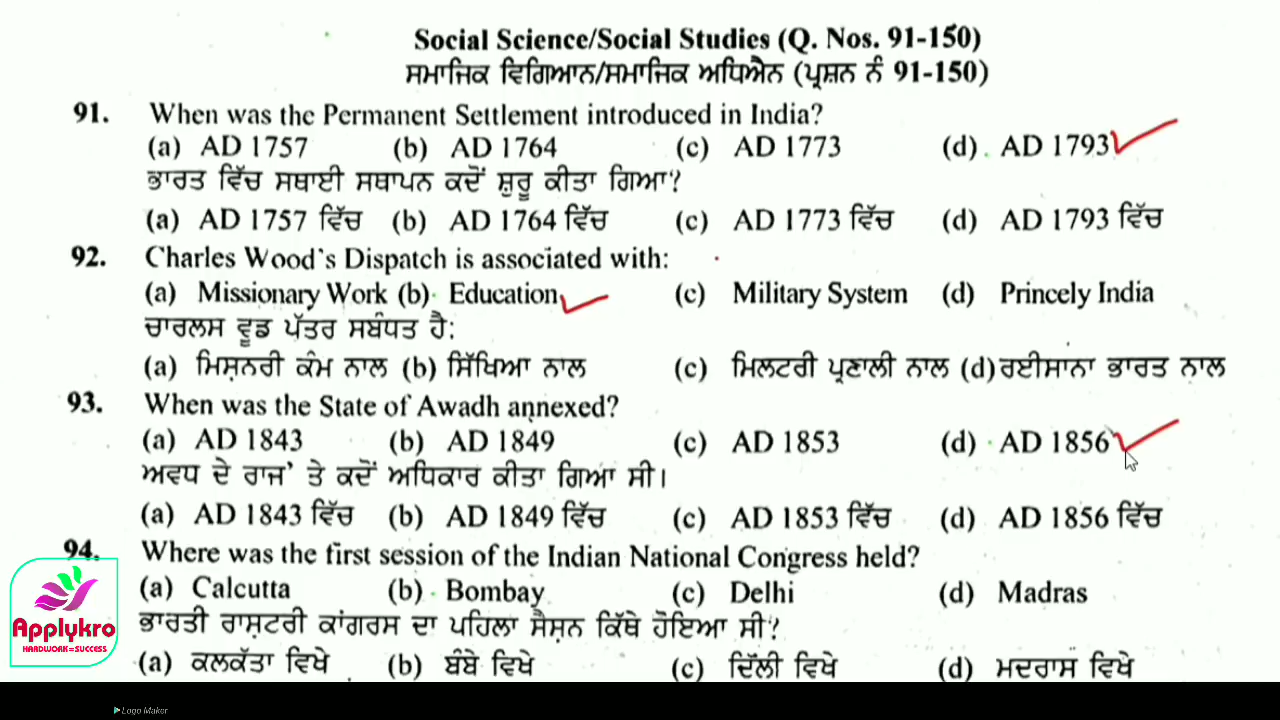 Social Science/Social Studies (Q. Nos. 91-150)
ਸਮਾਜਿਕ ਵਿਗਿਆਨ/ਸਮਾਜਿਕ ਅਧਿਐਨ (ਪ੍ਰਸ਼ਨ ਨੰ 91-150)
91. When was the Permanent Settlement introduced in India?
(a) AD 1757 (b) AD 1764 (c) AD 1773 (d) AD 1793
ਭਾਰਤ ਵਿੱਚ ਸਥਾਈ ਸਥਾਪਨ ਕਦੋਂ ਸ਼ੁਰੂ ਕੀਤਾ ਗਿਆ?
(a) AD 1757 ਵਿੱਚ (b) AD 1764 ਵਿੱਚ (c) AD 1773 ਵਿੱਚ (d) AD 1793 ਵਿੱਚ
92. Charles Wood's Dispatch is associated with:
(a) Missionary Work (b) Education (c) Military System (d) Princely India
ਚਾਰਲਸ ਵੂਡ ਪੱਤਰ ਸਬੰਧਤ ਹੈ:
(a) ਮਿਸ਼ਨਰੀ ਕੰਮ ਨਾਲ (b) ਸਿੱਖਿਆ ਨਾਲ (c) ਮਿਲਟਰੀ ਪ੍ਰਣਾਲੀ ਨਾਲ (d) ਰਈਸਾਨਾ ਭਾਰਤ ਨਾਲ
93. When was the State of Awadh annexed?
(a) AD 1843 (b) AD 1849 (c) AD 1853 (d) AD 1856
ਅਵਧ ਦੇ ਰਾਜ' ਤੇ ਕਦੋਂ ਅਧਿਕਾਰ ਕੀਤਾ ਗਿਆ ਸੀ।
(a) AD 1843 ਵਿੱਚ (b) AD 1849 ਵਿੱਚ (c) AD 1853 ਵਿੱਚ (d) AD 1856 ਵਿੱਚ
94. Where was the first session of the Indian National Congress held?
(a) Calcutta (b) Bombay (c) Delhi (d) Madras
ਭਾਰਤੀ ਰਾਸ਼ਟਰੀ ਕਾਂਗਰਸ ਦਾ ਪਹਿਲਾ ਸੈਸ਼ਨ ਕਿੱਥੇ ਹੋਇਆ ਸੀ?
(a) ਕਲਕੱਤਾ ਵਿਖੇ (b) ਬੰਬੇ ਵਿਖੇ (c) ਦਿੱਲੀ ਵਿਖੇ (d) ਮਦਰਾਸ ਵਿਖੇ
Applykro
HARDWORK=SUCCESS
Logo Maker